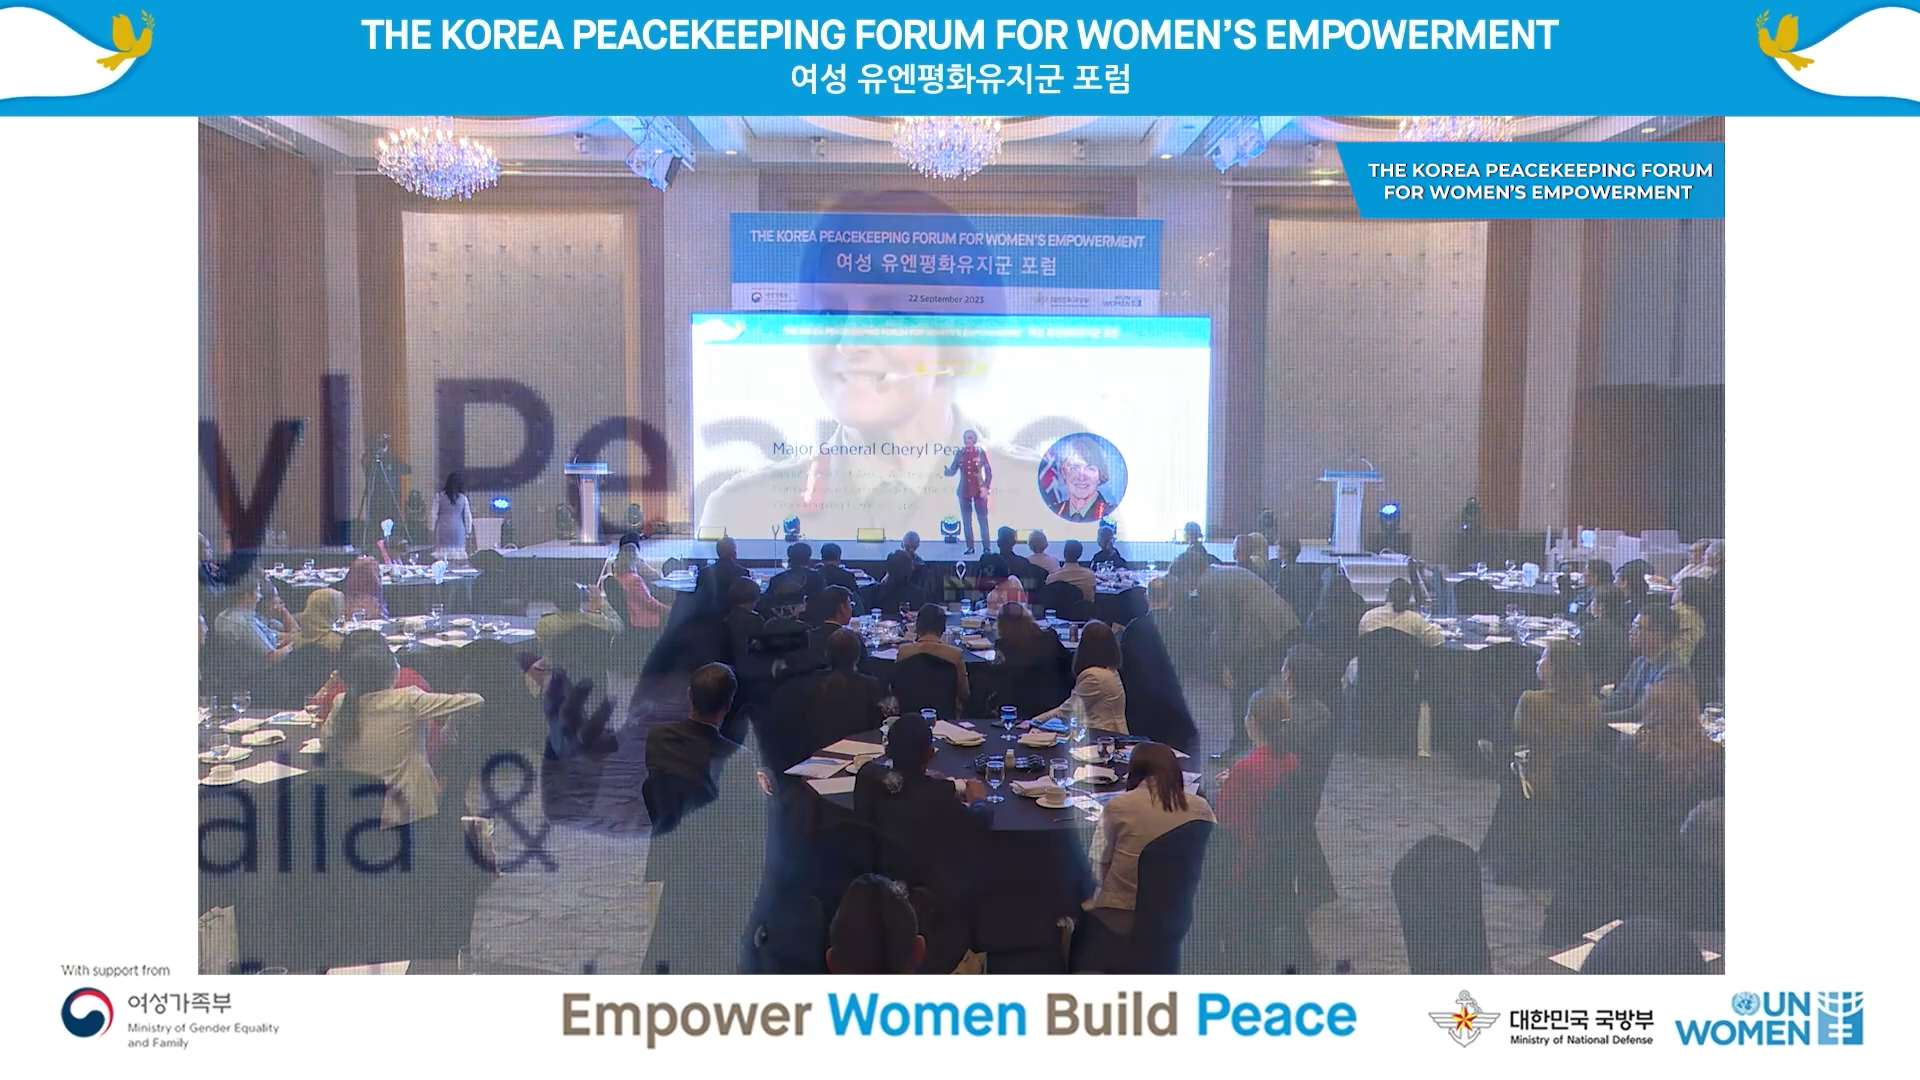 THE KOREA PEACEKEEPING FORUM FOR WOMEN'S EMPOWERMENT
여성 유엔평화유지군 포럼
THE KOREA PEACEKEEPING FORUM
FOR WOMEN'S EMPOWERMENT
THE KOREA PEACEKEEPING FORUM FOR WOMEN'S EMPOWERMENT
여성 유엔평화유지군 포럼
22 September 2023
WOMEN
Major General Cheryl Pea
yl Pea
alia &
With support from
여성가족부
Ministry of Gender Equality
and Family
Empower Women Build Peace
대한민국 국방부
Ministry of National Defense
UN
WOMEN